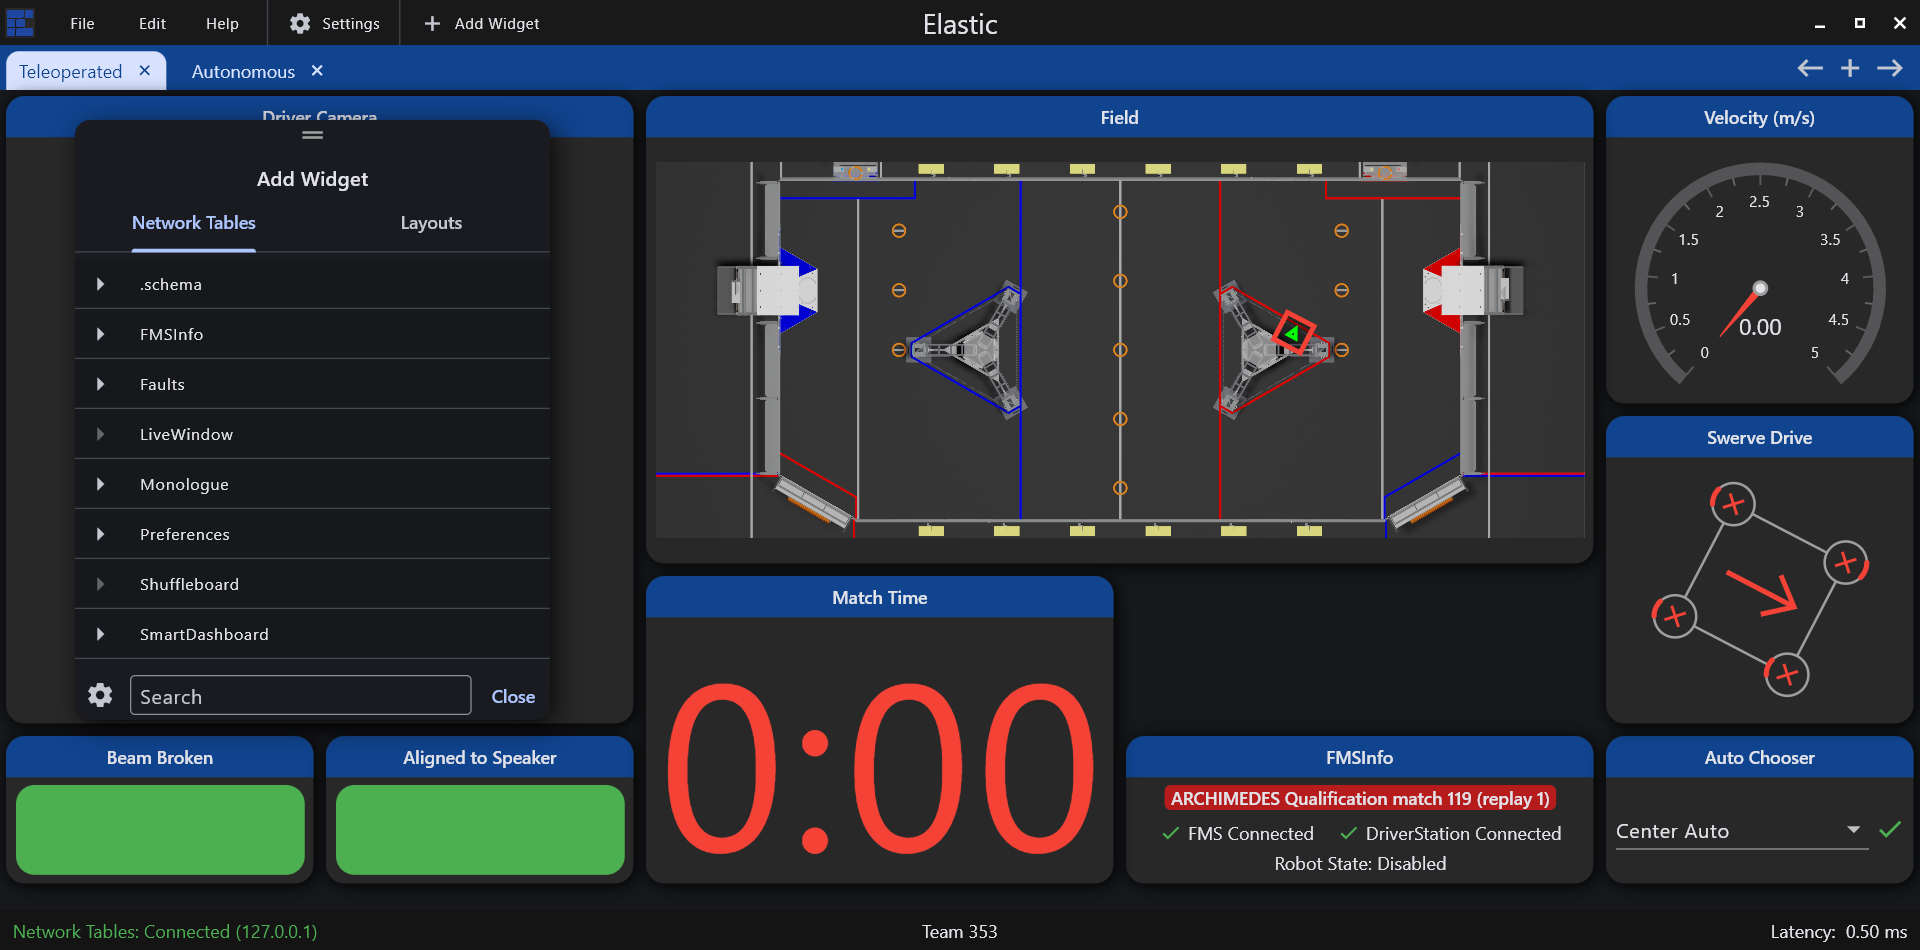 File Edit Help Settings Add Widget Elastic
Teleoperated Autonomous
Driver Camera
Add Widget
Network Tables Layouts
.schema
FMSInfo
Faults
LiveWindow
Monologue
Preferences
Shuffleboard
SmartDashboard
Search Close
Field
Velocity (m/s)
0
0.5
1
1.5
2
2.5
3
3.5
4
4.5
5
0.00
Swerve Drive
Match Time
0:00
Beam Broken
Aligned to Speaker
FMSInfo
ARCHIMEDES Qualification match 119 (replay 1)
FMS Connected DriverStation Connected
Robot State: Disabled
Auto Chooser
Center Auto
Network Tables: Connected (127.0.0.1) Team 353 Latency: 0.50 ms